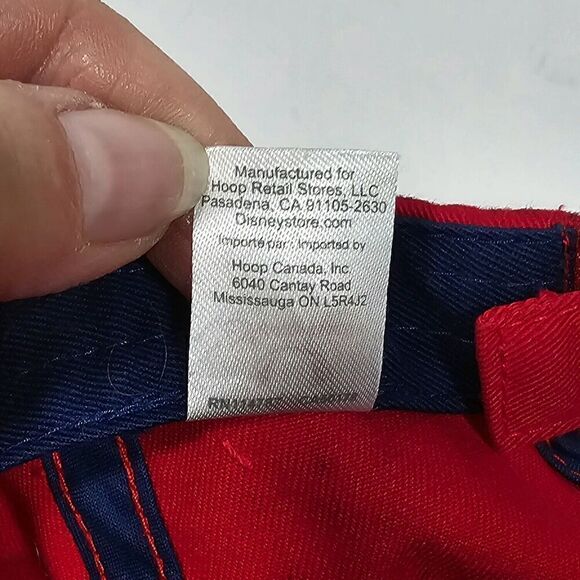 Manufactured for
Hoop Retail Stores, LLC
Pasadena, CA 91105-2630
Disneystore.com
Importé par: Imported by
Hoop Canada, Inc.
6040 Cantay Road
Mississauga ON L5R4J2